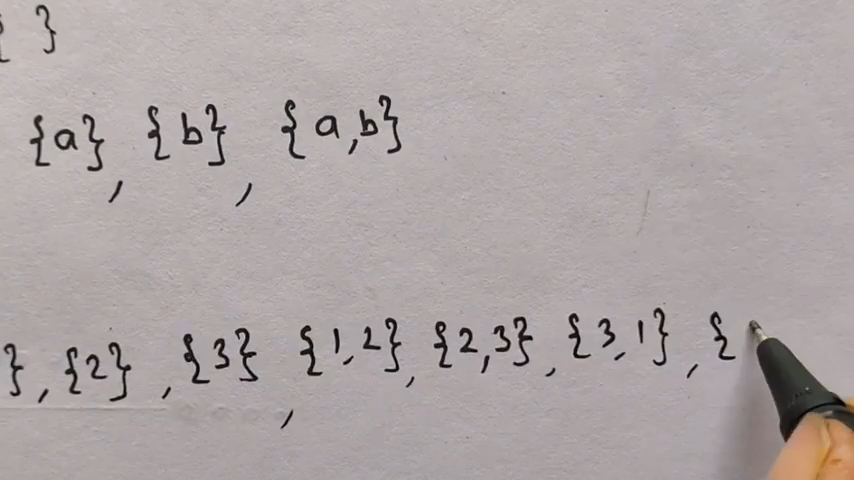 { }
{a}, {b}, {a,b}
}, {2}, {3}, {1,2}, {2,3}, {3,1}, {